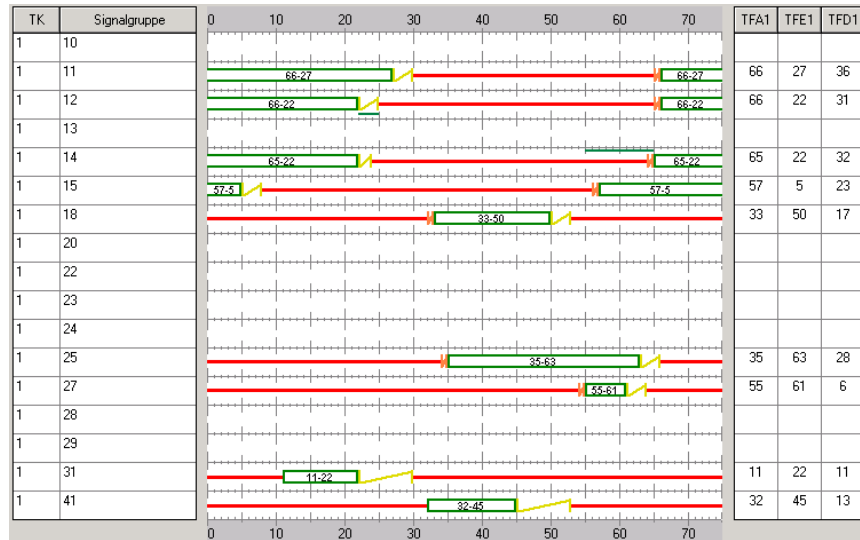 TK Signalgruppe 0 10 20 30 40 50 60 70 TFA1 TFE1 TFD1
1 10
1 11 66-27 66-27 66 27 36
1 12 66-22 66-22 66 22 31
1 13
1 14 65-22 65-22 65 22 32
1 15 57-5 57-5 57 5 23
1 18 33-50 33 50 17
1 20
1 22
1 23
1 24
1 25 35-63 35 63 28
1 27 55-61 55 61 6
1 28
1 29
1 31 11-22 11 22 11
1 41 32-45 32 45 13
0 10 20 30 40 50 60 70